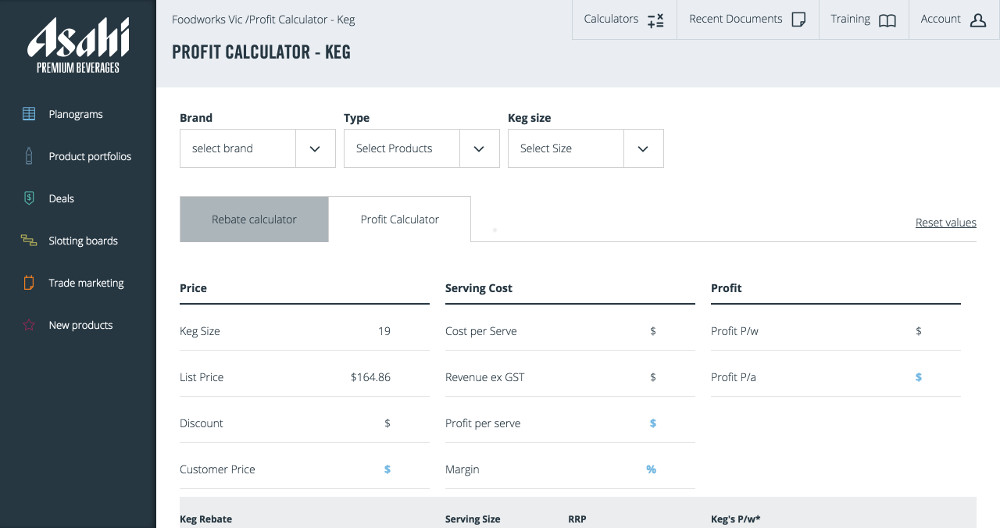 Asahi
PREMIUM BEVERAGES
Planograms
Product portfolios
Deals
Slotting boards
Trade marketing
New products
Foodworks Vic /Profit Calculator - Keg
Calculators
Recent Documents
Training
Account
PROFIT CALCULATOR - KEG
Brand Type Keg size
select brand Select Products Select Size
Rebate calculator Profit Calculator Reset values
Price Serving Cost Profit
Keg Size 19 Cost per Serve $ Profit P/w $
List Price $164.86 Revenue ex GST $ Profit P/a $
Discount $ Profit per serve $
Customer Price $ Margin %
Keg Rebate Serving Size RRP Keg's P/w*